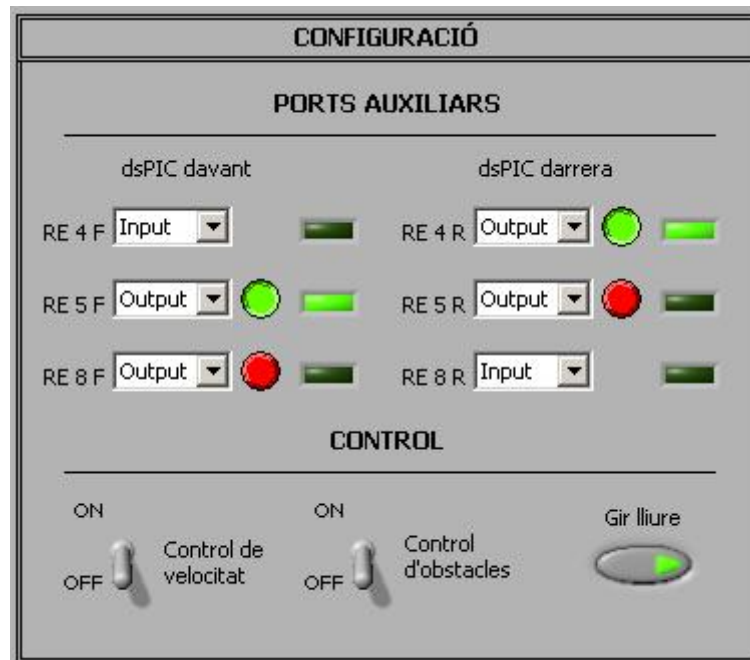 CONFIGURACIÓ
PORTS AUXILIARS
dsPIC davant
dsPIC darrera
RE 4 F Input
RE 4 R Output
RE 5 F Output
RE 5 R Output
RE 8 F Output
RE 8 R Input
CONTROL
ON
OFF
Control de
velocitat
ON
OFF
Control
d'obstacles
Gir lliure